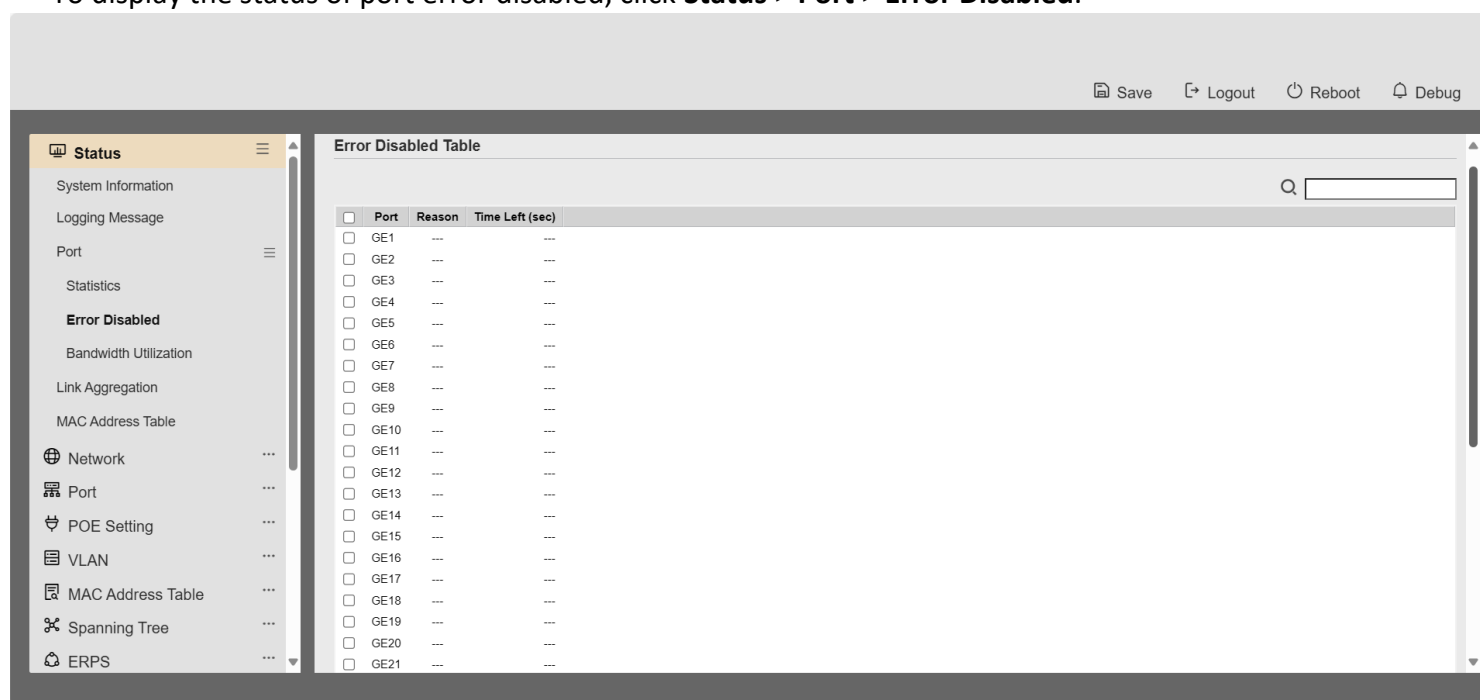 To display the status of port error disabled, click Status > Port > Error Disabled.
Save Logout Reboot Debug
Status
System Information
Logging Message
Port
Statistics
Error Disabled
Bandwidth Utilization
Link Aggregation
MAC Address Table
Network ...
Port ...
POE Setting ...
VLAN ...
MAC Address Table ...
Spanning Tree ...
ERPS ...
Error Disabled Table
Port Reason Time Left (sec)
GE1 --- ---
GE2 --- ---
GE3 --- ---
GE4 --- ---
GE5 --- ---
GE6 --- ---
GE7 --- ---
GE8 --- ---
GE9 --- ---
GE10 --- ---
GE11 --- ---
GE12 --- ---
GE13 --- ---
GE14 --- ---
GE15 --- ---
GE16 --- ---
GE17 --- ---
GE18 --- ---
GE19 --- ---
GE20 --- ---
GE21 --- ---